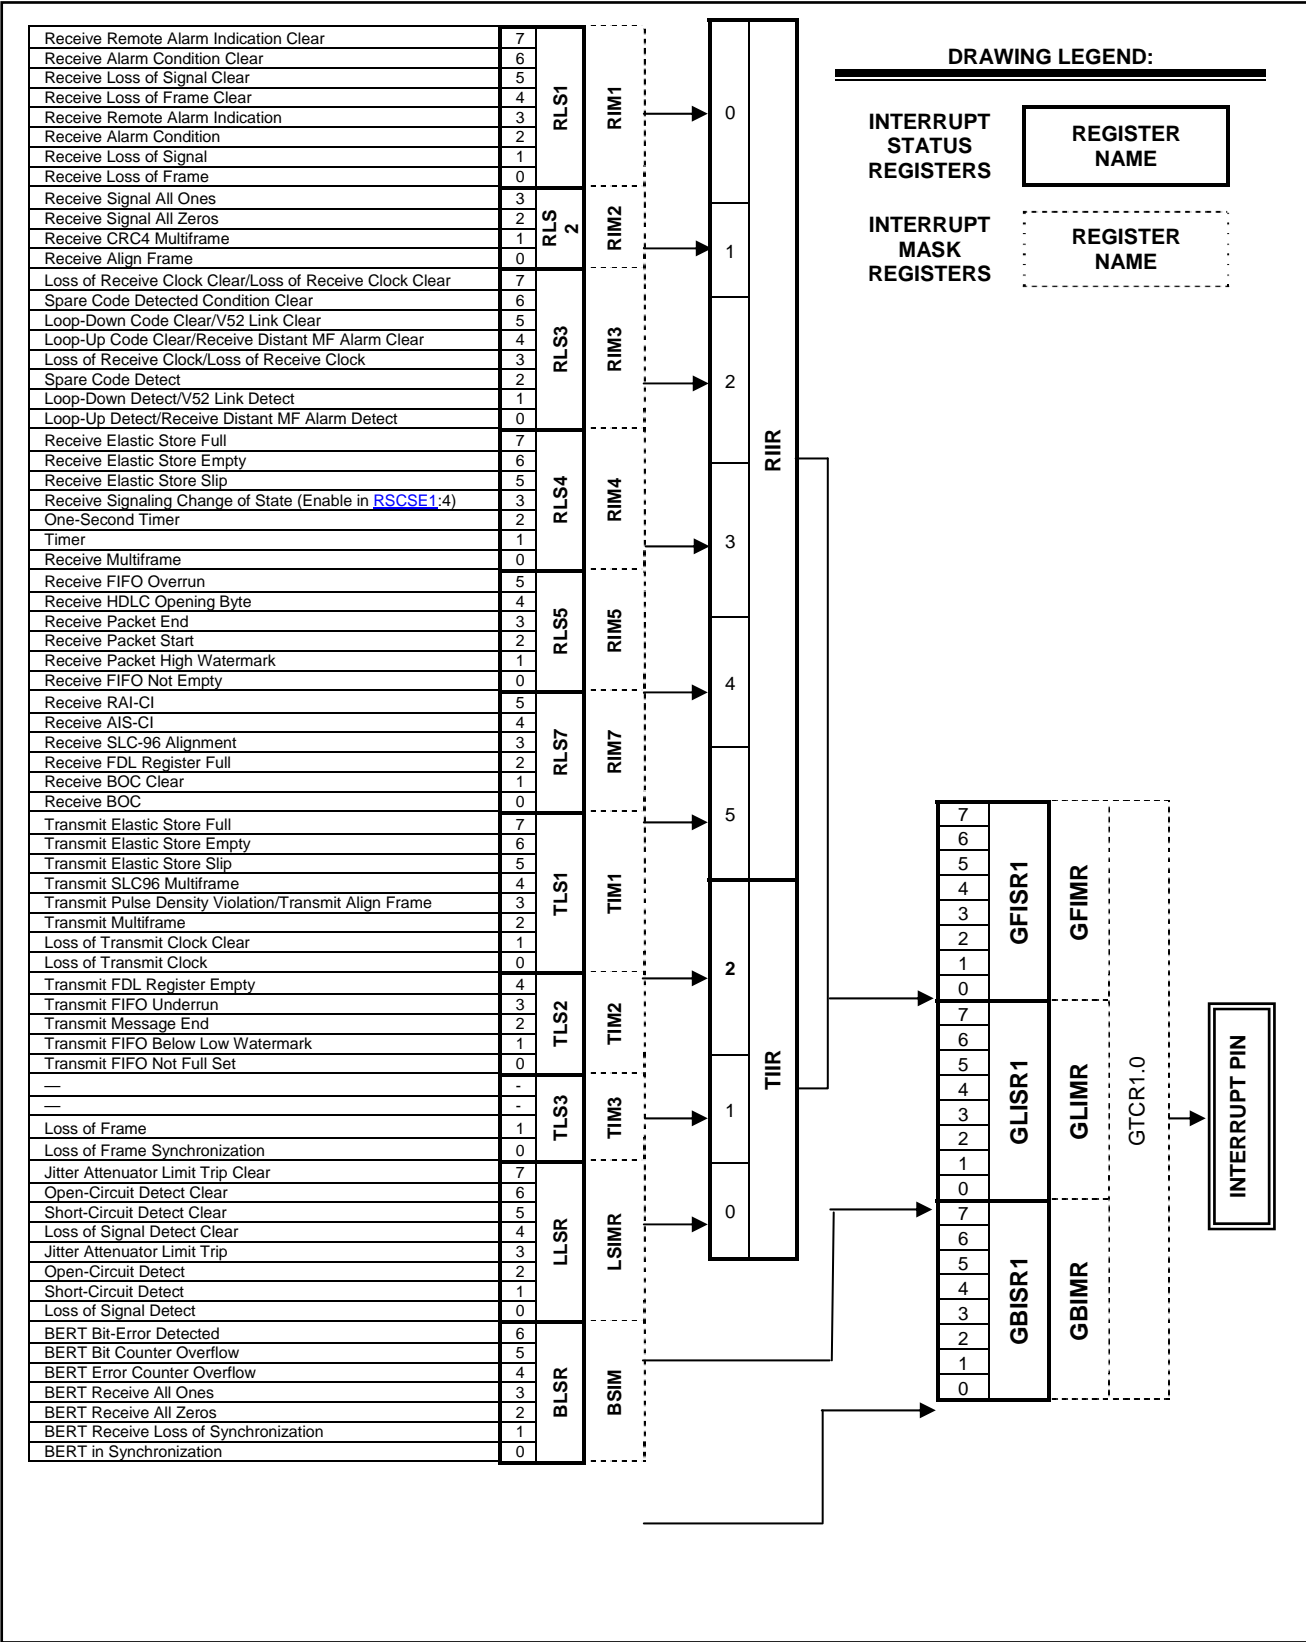 Receive Remote Alarm Indication Clear 7
Receive Alarm Condition Clear 6
Receive Loss of Signal Clear 5
Receive Loss of Frame Clear 4
Receive Remote Alarm Indication 3
Receive Alarm Condition 2
Receive Loss of Signal 1
Receive Loss of Frame 0
RLS1
RIM1
Receive Signal All Ones 3
Receive Signal All Zeros 2
Receive CRC4 Multiframe 1
Receive Align Frame 0
RLS
2
RIM2
Loss of Receive Clock Clear/Loss of Receive Clock Clear 7
Spare Code Detected Condition Clear 6
Loop-Down Code Clear/V52 Link Clear 5
Loop-Up Code Clear/Receive Distant MF Alarm Clear 4
Loss of Receive Clock/Loss of Receive Clock 3
Spare Code Detect 2
Loop-Down Detect/V52 Link Detect 1
Loop-Up Detect/Receive Distant MF Alarm Detect 0
RLS3
RIM3
Receive Elastic Store Full 7
Receive Elastic Store Empty 6
Receive Elastic Store Slip 5
Receive Signaling Change of State (Enable in RSCSE1:4) 3
One-Second Timer 2
Timer 1
Receive Multiframe 0
RLS4
RIM4
Receive FIFO Overrun 5
Receive HDLC Opening Byte 4
Receive Packet End 3
Receive Packet Start 2
Receive Packet High Watermark 1
Receive FIFO Not Empty 0
RLS5
RIM5
Receive RAI-CI 5
Receive AIS-CI 4
Receive SLC-96 Alignment 3
Receive FDL Register Full 2
Receive BOC Clear 1
Receive BOC 0
RLS7
RIM7
Transmit Elastic Store Full 7
Transmit Elastic Store Empty 6
Transmit Elastic Store Slip 5
Transmit SLC96 Multiframe 4
Transmit Pulse Density Violation/Transmit Align Frame 3
Transmit Multiframe 2
Loss of Transmit Clock Clear 1
Loss of Transmit Clock 0
TLS1
TIM1
Transmit FDL Register Empty 4
Transmit FIFO Underrun 3
Transmit Message End 2
Transmit FIFO Below Low Watermark 1
Transmit FIFO Not Full Set 0
TLS2
TIM2
— -
— -
Loss of Frame 1
Loss of Frame Synchronization 0
TLS3
TIM3
Jitter Attenuator Limit Trip Clear 7
Open-Circuit Detect Clear 6
Short-Circuit Detect Clear 5
Loss of Signal Detect Clear 4
Jitter Attenuator Limit Trip 3
Open-Circuit Detect 2
Short-Circuit Detect 1
Loss of Signal Detect 0
LLSR
LSIMR
BERT Bit-Error Detected 6
BERT Bit Counter Overflow 5
BERT Error Counter Overflow 4
BERT Receive All Ones 3
BERT Receive All Zeros 2
BERT Receive Loss of Synchronization 1
BERT in Synchronization 0
BLSR
BSIM
0
1
2
3
4
5
RIIR
2
1
0
TIIR
DRAWING LEGEND:
INTERRUPT
STATUS
REGISTERS
REGISTER
NAME
INTERRUPT
MASK
REGISTERS
REGISTER
NAME
7
6
5
4
3
2
1
0
GFISR1
GFIMR
7
6
5
4
3
2
1
0
GLISR1
GLIMR
7
6
5
4
3
2
1
0
GBISR1
GBIMR
GTCR1.0
INTERRUPT PIN